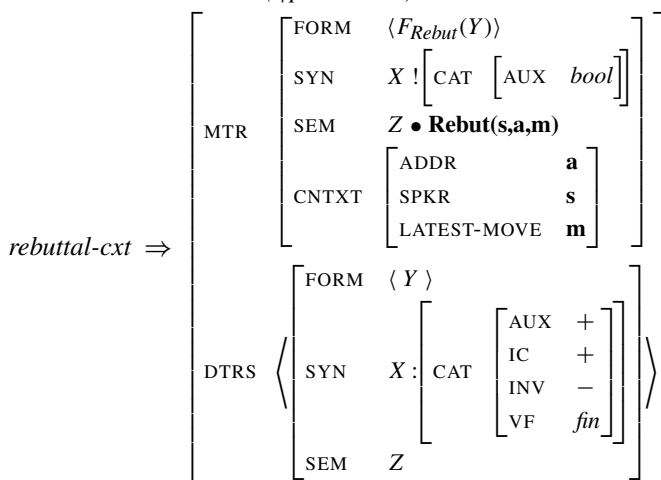 FORM ⟨F_Rebut(Y)⟩
SYN X ! [CAT [AUX bool]]
MTR
SEM Z • Rebut(s,a,m)
ADDR a
CNTXT SPKR s
LATEST-MOVE m
rebuttal-cxt ⇒
FORM ⟨ Y ⟩
AUX +
IC +
DTRS SYN X : CAT
INV −
VF fin
SEM Z